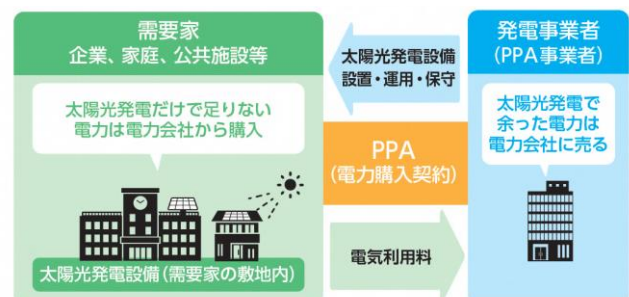 需要家
企業、家庭、公共施設等
太陽光発電だけで足りない
電力は電力会社から購入
太陽光発電設備(需要家の敷地内)
太陽光発電設備
設置・運用・保守
PPA
(電力購入契約)
電気利用料
発電事業者
(PPA事業者)
太陽光発電で
余った電力は
電力会社に売る